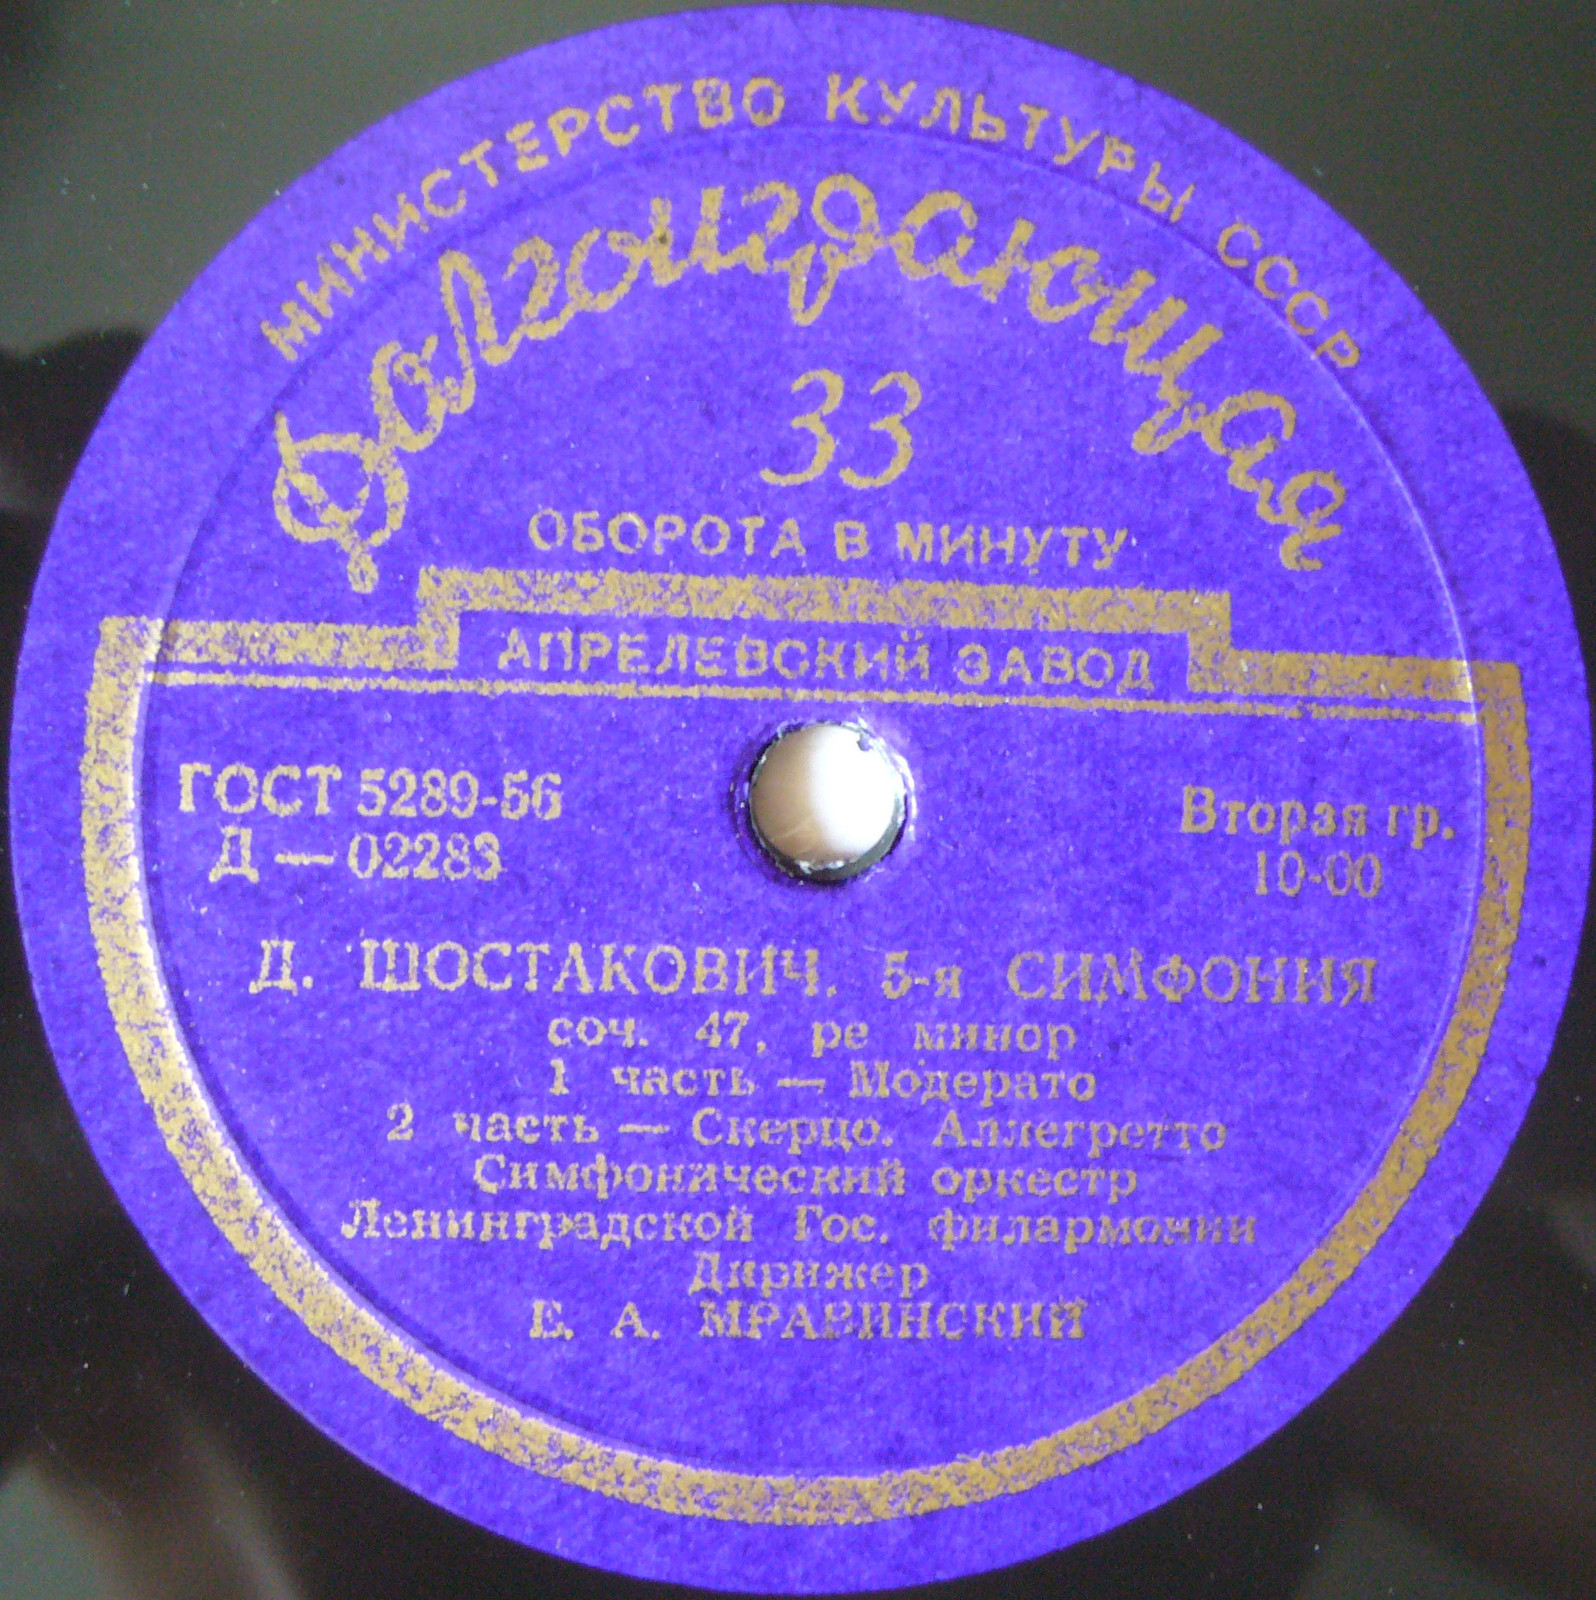 МИНИСТЕРСТВО КУЛЬТУРЫ СССР
Долгоиграющая
33
ОБОРОТА В МИНУТУ
АПРЕЛЕВСКИЙ ЗАВОД
ГОСТ 5289-56
Д — 02283
Вторая гр.
10-00
Д. ШОСТАКОВИЧ. 5-я СИМФОНИЯ
соч. 47, ре минор
1 часть — Модерато
2 часть — Скерцо. Аллегретто
Симфонический оркестр
Ленинградской Гос. филармонии
Дирижер
Е. А. МРАВИНСКИЙ